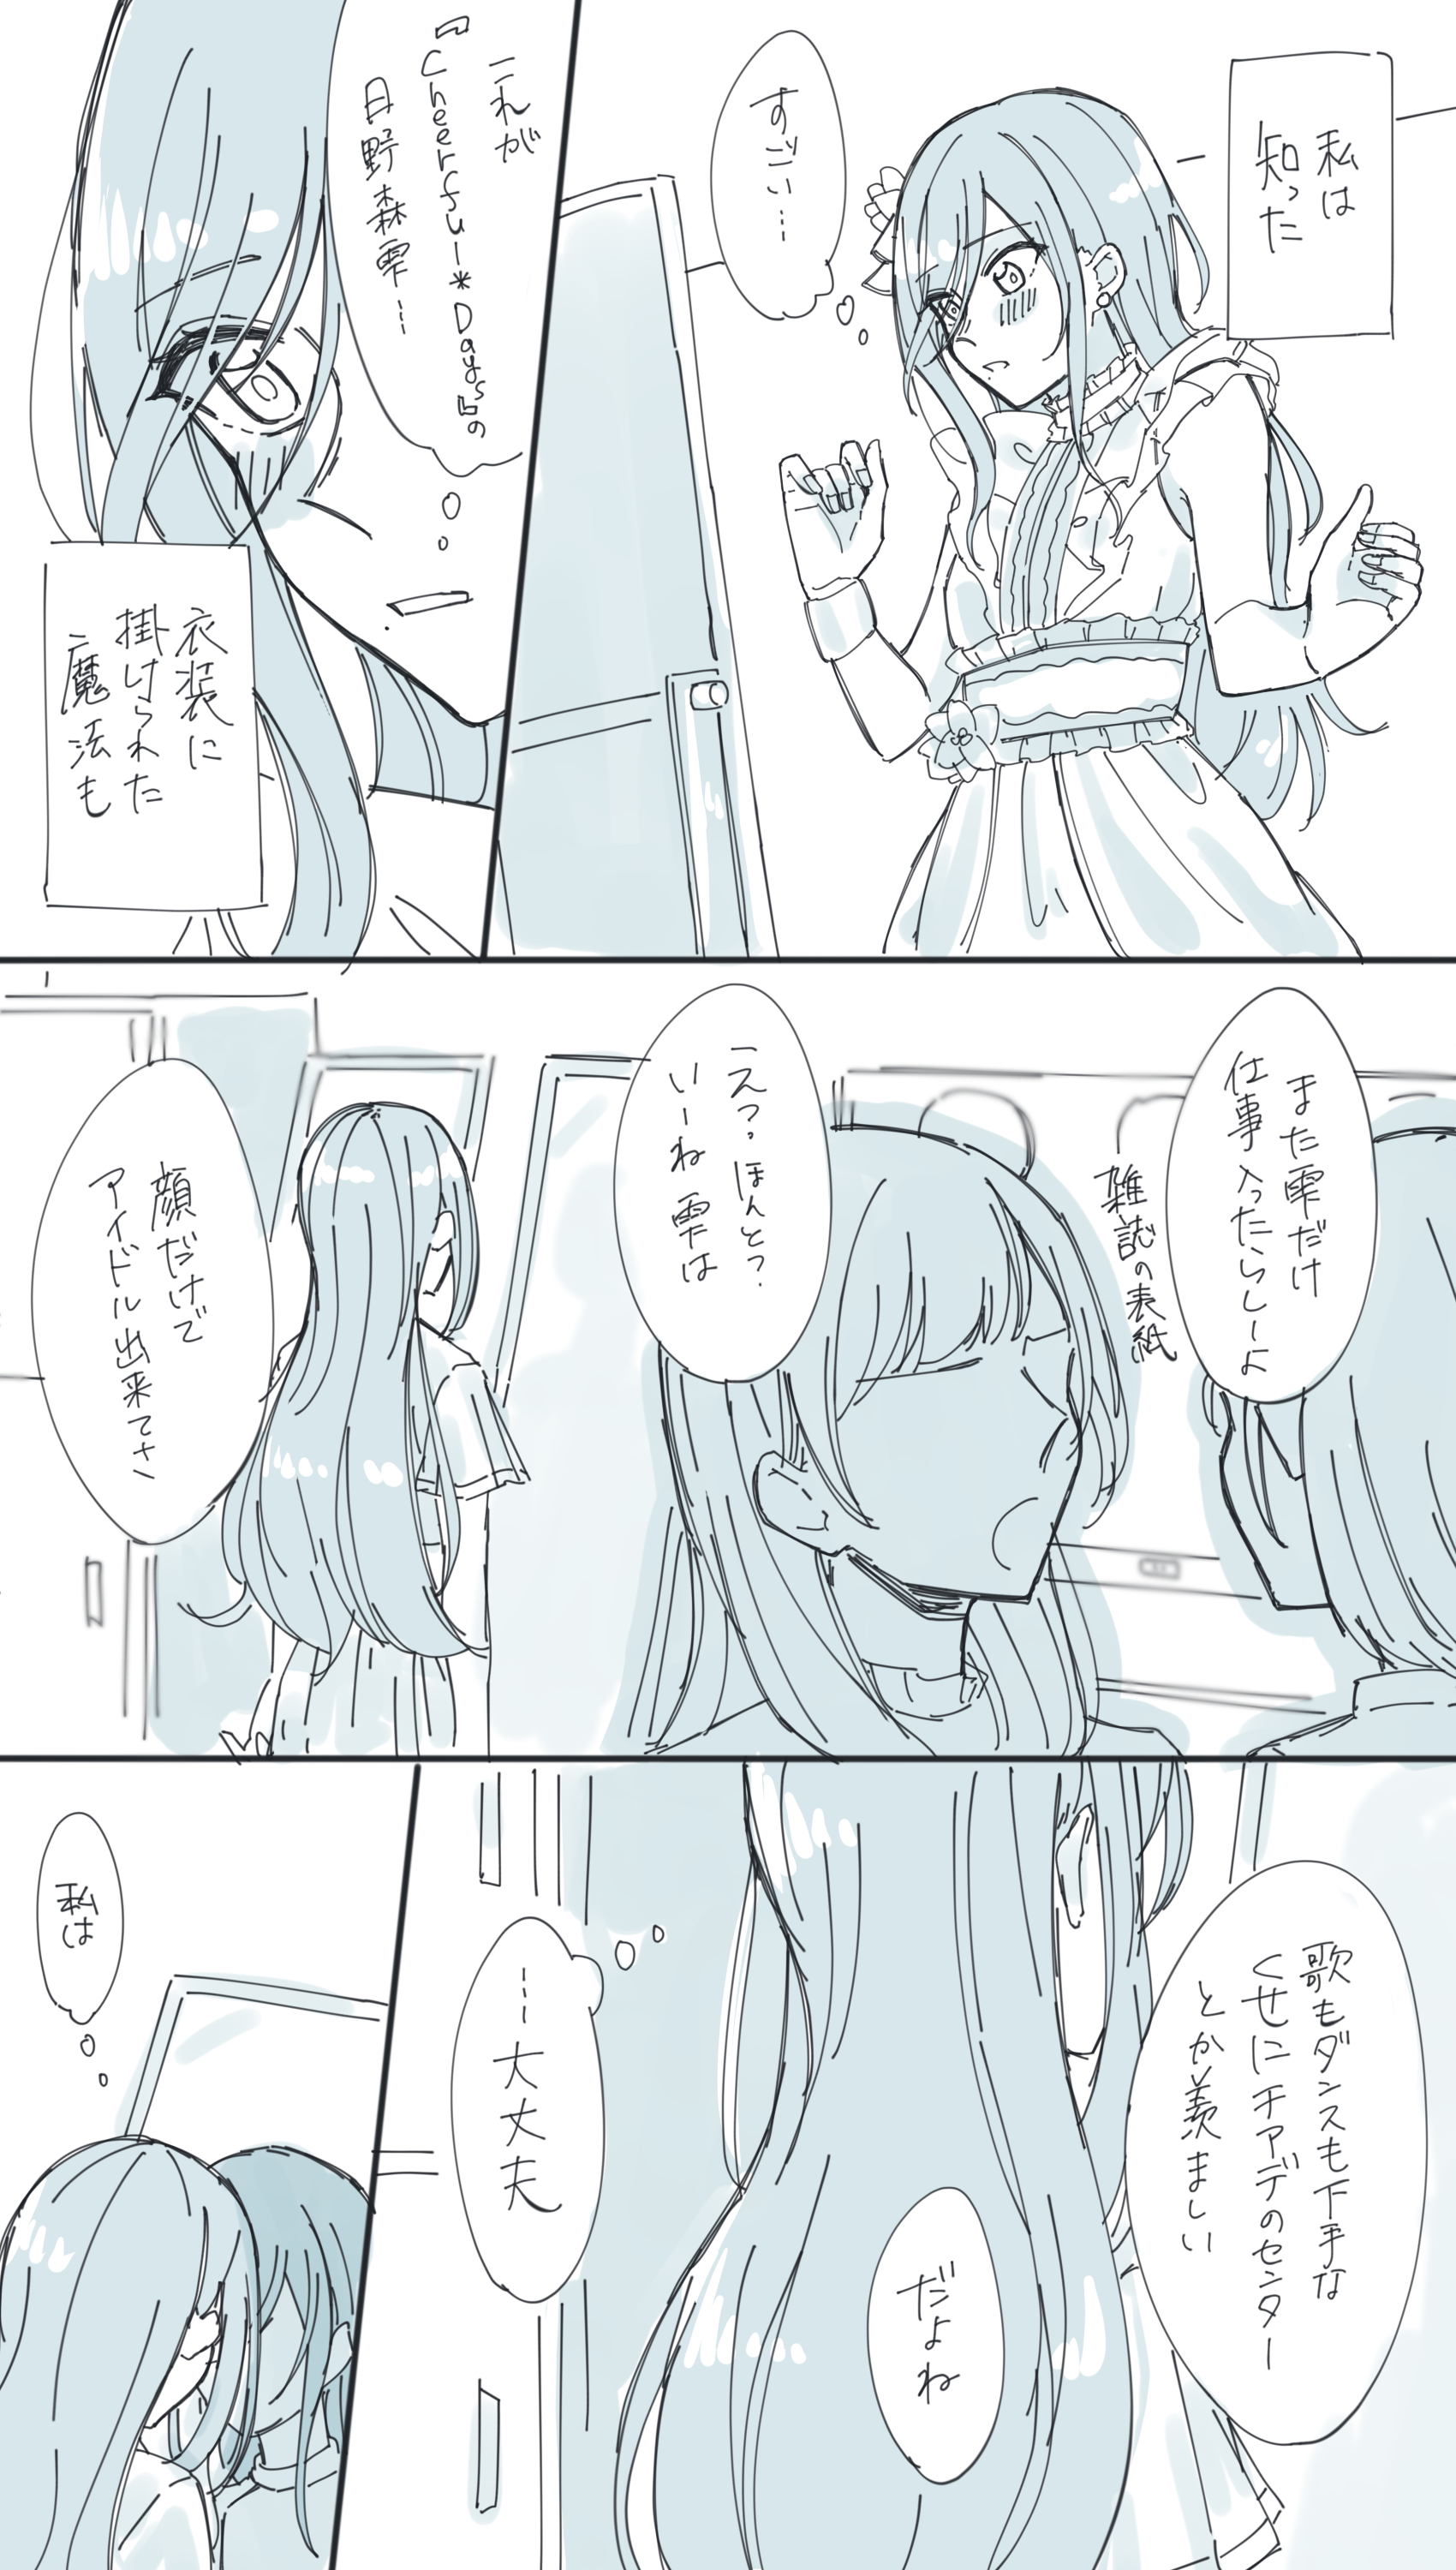 私は
知った
すごい…
これが
『Cheerful*Days』の
日野森雫…
衣装に
掛けられた
魔法も
また雫だけ
仕事入ったらしーよ
雑誌の表紙
えっ。ほんと?
いーね 雫は
顔だけで
アイドル出来てさ
歌もダンスも下手な
くせにチアデのセンター
とか羨ましい
だよね
…大丈夫
私は